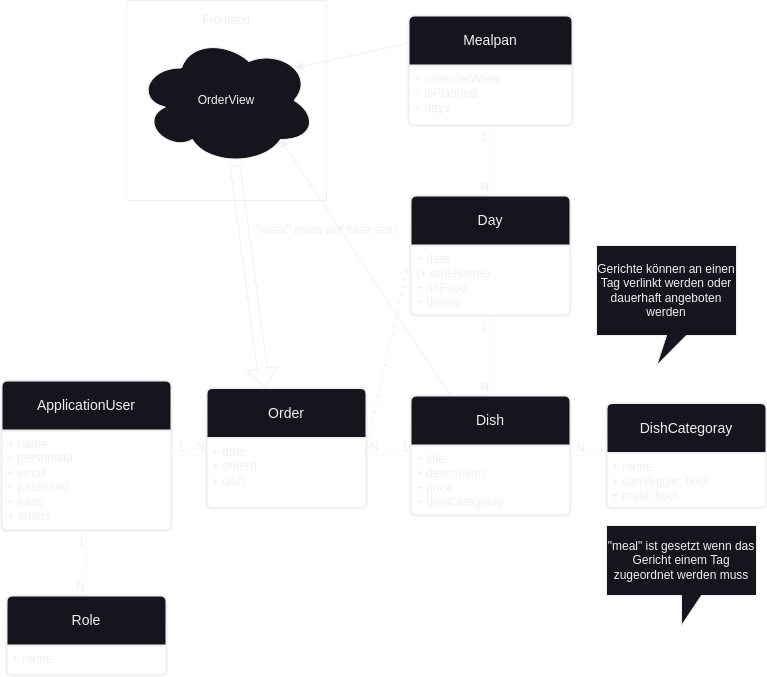 Frontend
OrderView
Mealpan
+ calenderWeek
+ isPlanned
+ days
1
N
Day
+ date
(+ dateName)
+ noFood
+ dishes
"meal" muss auf flase sein
Gerichte können an einen
Tag verlinkt werden oder
dauerhaft angeboten
werden
1
N
ApplicationUser
+ name
+ personalid
+ email
+ password
+ roles
+ orders
1
N
Order
+ date
+ orderd
+ dish
N
1
Dish
+ title
+ description
+ price
+ dishCategoray
N
1
DishCategoray
+ name
+ canVeggie: bool
+ meal: bool
"meal" ist gesetzt wenn das
Gericht einem Tag
zugeordnet werden muss
1
N
Role
+ name